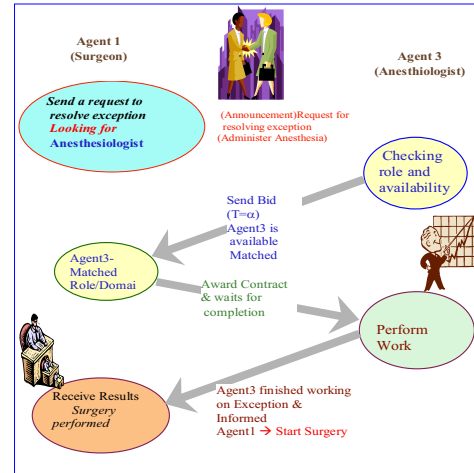 Agent 1
(Surgeon)
Agent 3
(Anesthiologist)
Send a request to
resolve exception
Looking for
Anesthesiologist
(Announcement)Request for
resolving exception
(Administer Anesthesia)
Checking
role and
availability
Send Bid
(T=α)
Agent3 is
available
Matched
Agent3-
Matched
Role/Domai
Award Contract
& waits for
completion
Perform
Work
Receive Results
Surgery
performed
Agent3 finished working
on Exception &
Informed
Agent1 → Start Surgery